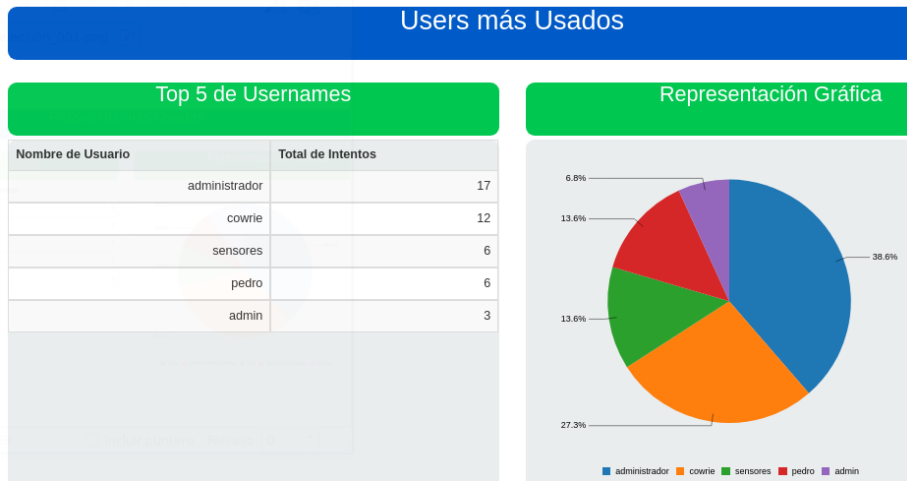 Users más Usados
Top 5 de Usernames
Nombre de Usuario Total de Intentos
administrador 17
cowrie 12
sensores 6
pedro 6
admin 3
Representación Gráfica
6.8%
13.6%
38.6%
13.6%
27.3%
administrador cowrie sensores pedro admin